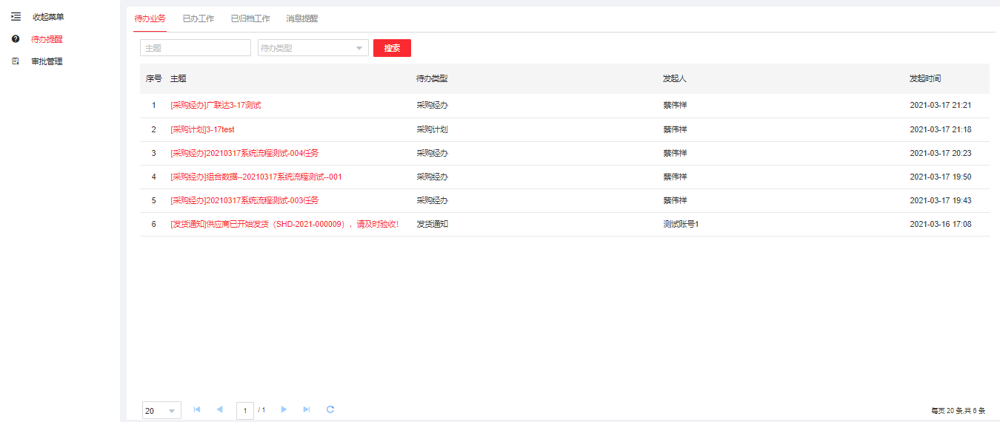 收起菜单
待办提醒
审批管理
待办业务 已办工作 已归档工作 消息提醒
主题 待办类型 搜索
序号 主题 待办类型 发起人 发起时间
1 [采购经办]广联达3-17测试 采购经办 蔡伟祥 2021-03-17 21:21
2 [采购计划]3-17test 采购计划 蔡伟祥 2021-03-17 21:18
3 [采购经办]20210317系统流程测试-004任务 采购经办 蔡伟祥 2021-03-17 20:23
4 [采购经办]组合数据--20210317系统流程测试--001 采购经办 蔡伟祥 2021-03-17 19:50
5 [采购经办]20210317系统流程测试-003任务 采购经办 蔡伟祥 2021-03-17 19:43
6 [发货通知]供应商已开始发货（SHD-2021-000009），请及时验收! 发货通知 测试账号1 2021-03-16 17:08
20 1 / 1 每页 20 条,共 6 条